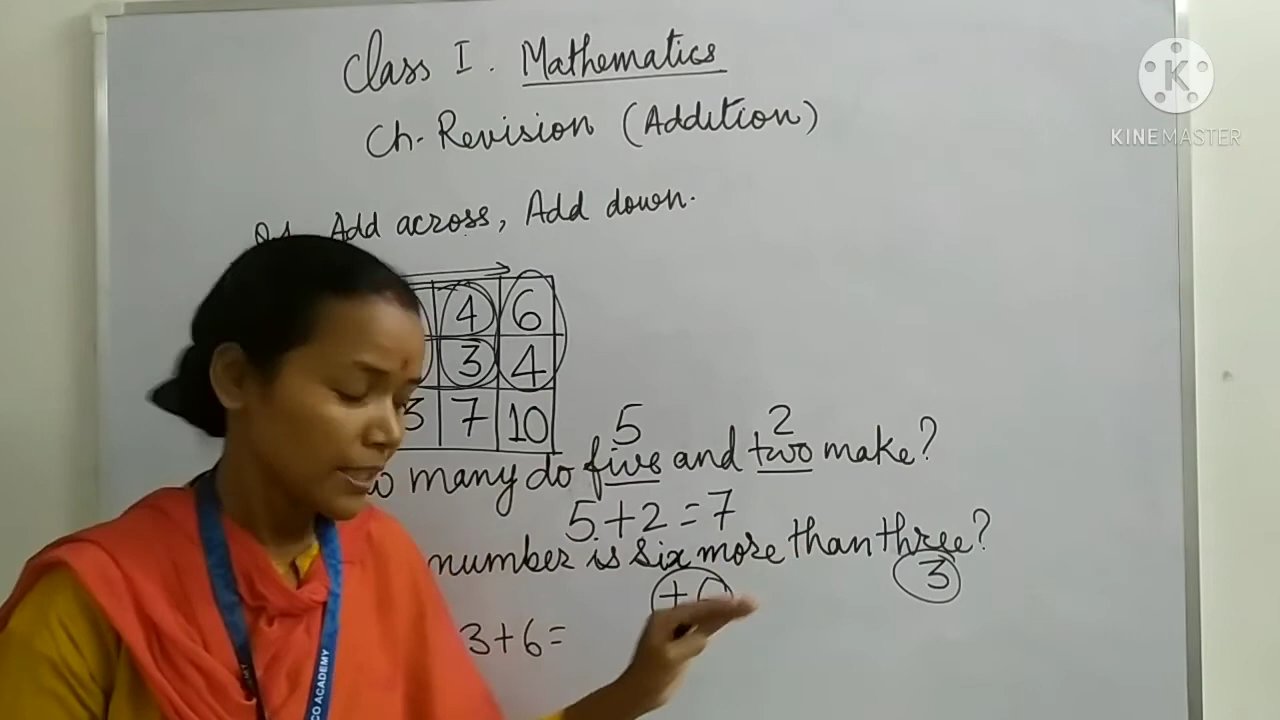 Class I. Mathematics
Ch. Revision (Addition)
Add across, Add down.
4 6
3 4
3 7 10
5 2
many do five and two make?
5+2=7
number is six more than three?
+ 3
3+6=
KINEMASTER
K
ACADEMY